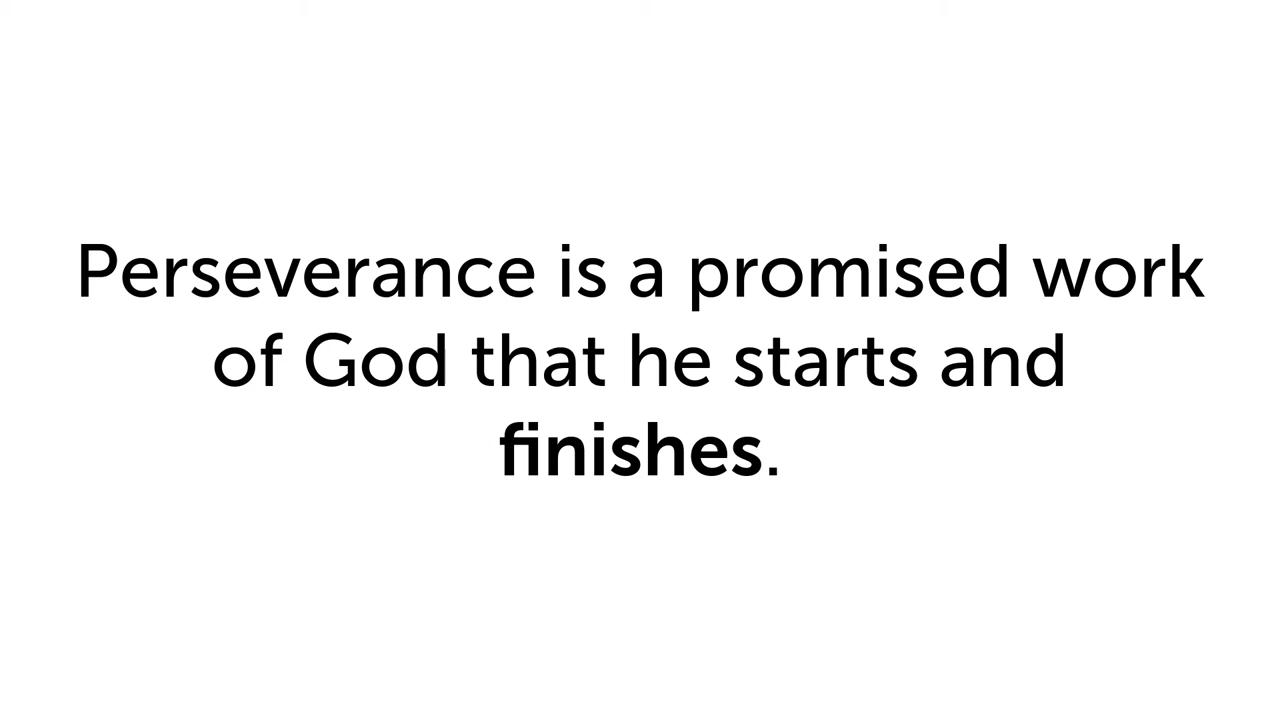 Perseverance is a promised work
of God that he starts and
finishes.